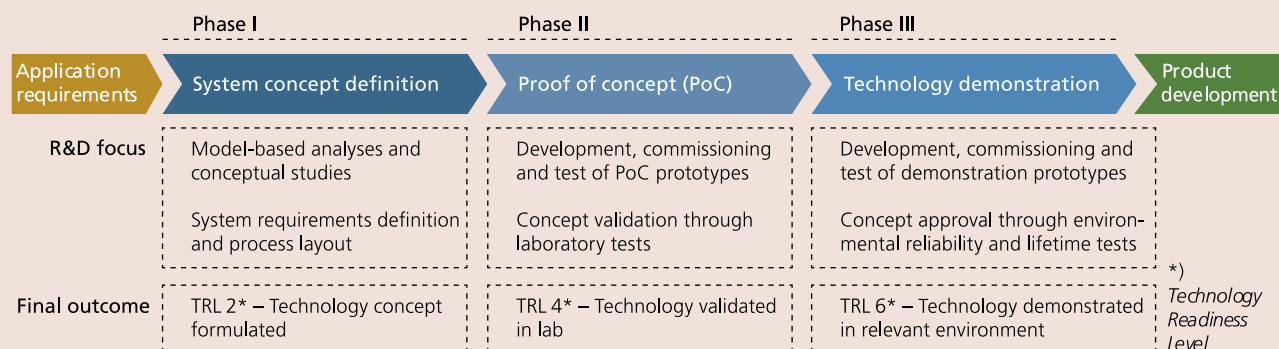 Phase I
Phase II
Phase III
Application
requirements
System concept definition
Proof of concept (PoC)
Technology demonstration
Product
development
R&D focus
Model-based analyses and
conceptual studies
System requirements definition
and process layout
Development, commissioning
and test of PoC prototypes
Concept validation through
laboratory tests
Development, commissioning and
test of demonstration prototypes
Concept approval through environ-
mental reliability and lifetime tests
Final outcome
TRL 2* – Technology concept
formulated
TRL 4* – Technology validated
in lab
TRL 6* – Technology demonstrated
in relevant environment
*)
Technology
Readiness
Level